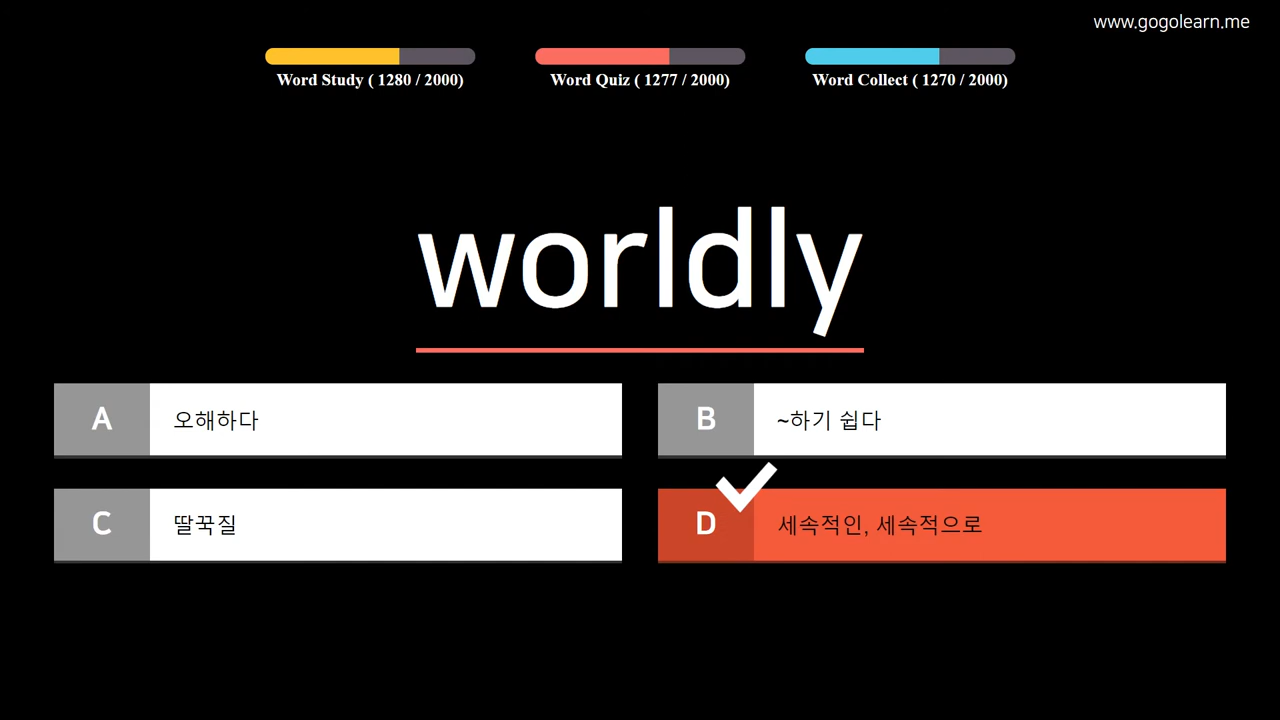 www.gogolearn.me
Word Study ( 1280 / 2000)
Word Quiz ( 1277 / 2000)
Word Collect ( 1270 / 2000)
worldly
A 오해하다
B ~하기 쉽다
C 딸꾹질
D 세속적인, 세속적으로